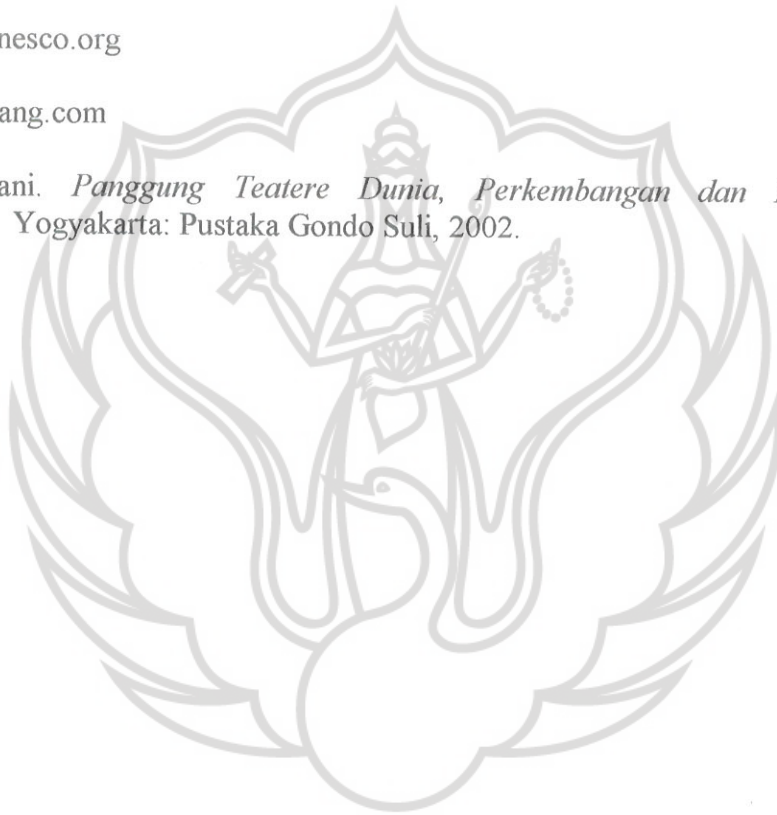 nesco.org
ang.com
ani. Panggung Teatere Dunia, Perkembangan dan
Yogyakarta: Pustaka Gondo Suli, 2002.